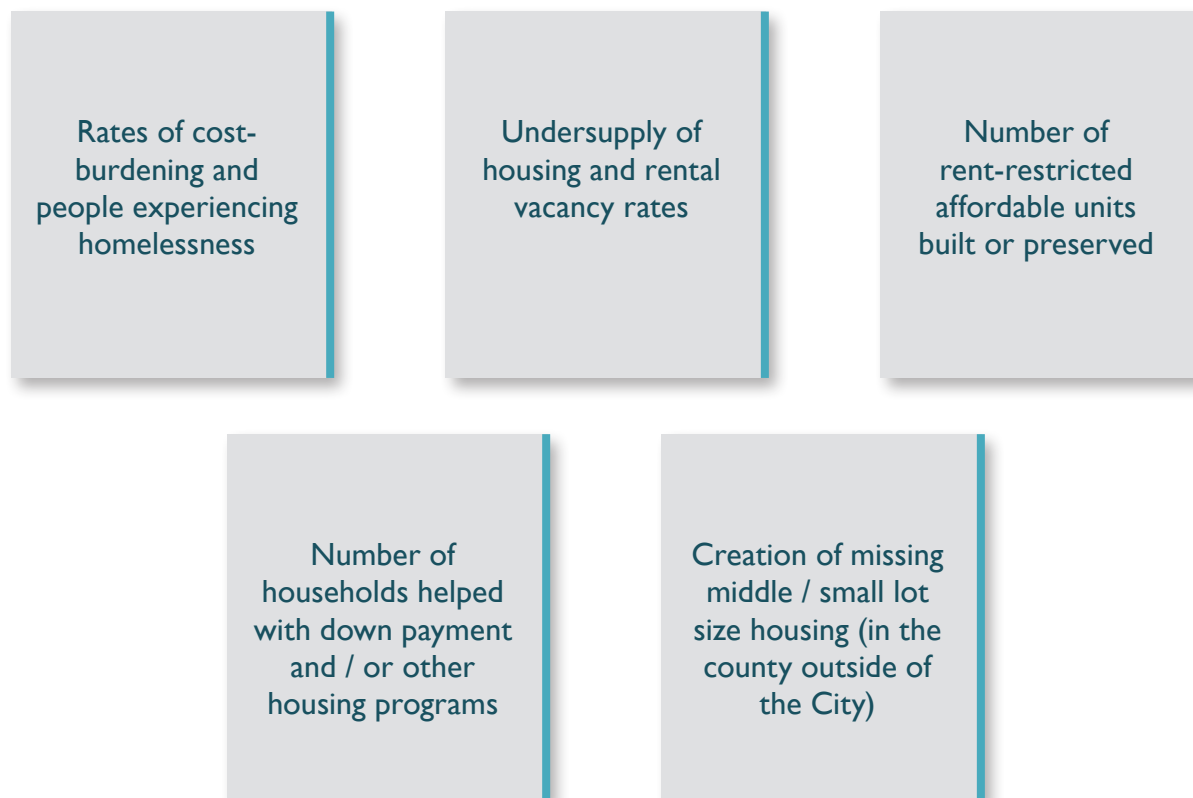 Rates of cost-
burdening and
people experiencing
homelessness
Undersupply of
housing and rental
vacancy rates
Number of
rent-restricted
affordable units
built or preserved
Number of
households helped
with down payment
and / or other
housing programs
Creation of missing
middle / small lot
size housing (in the
county outside of
the City)